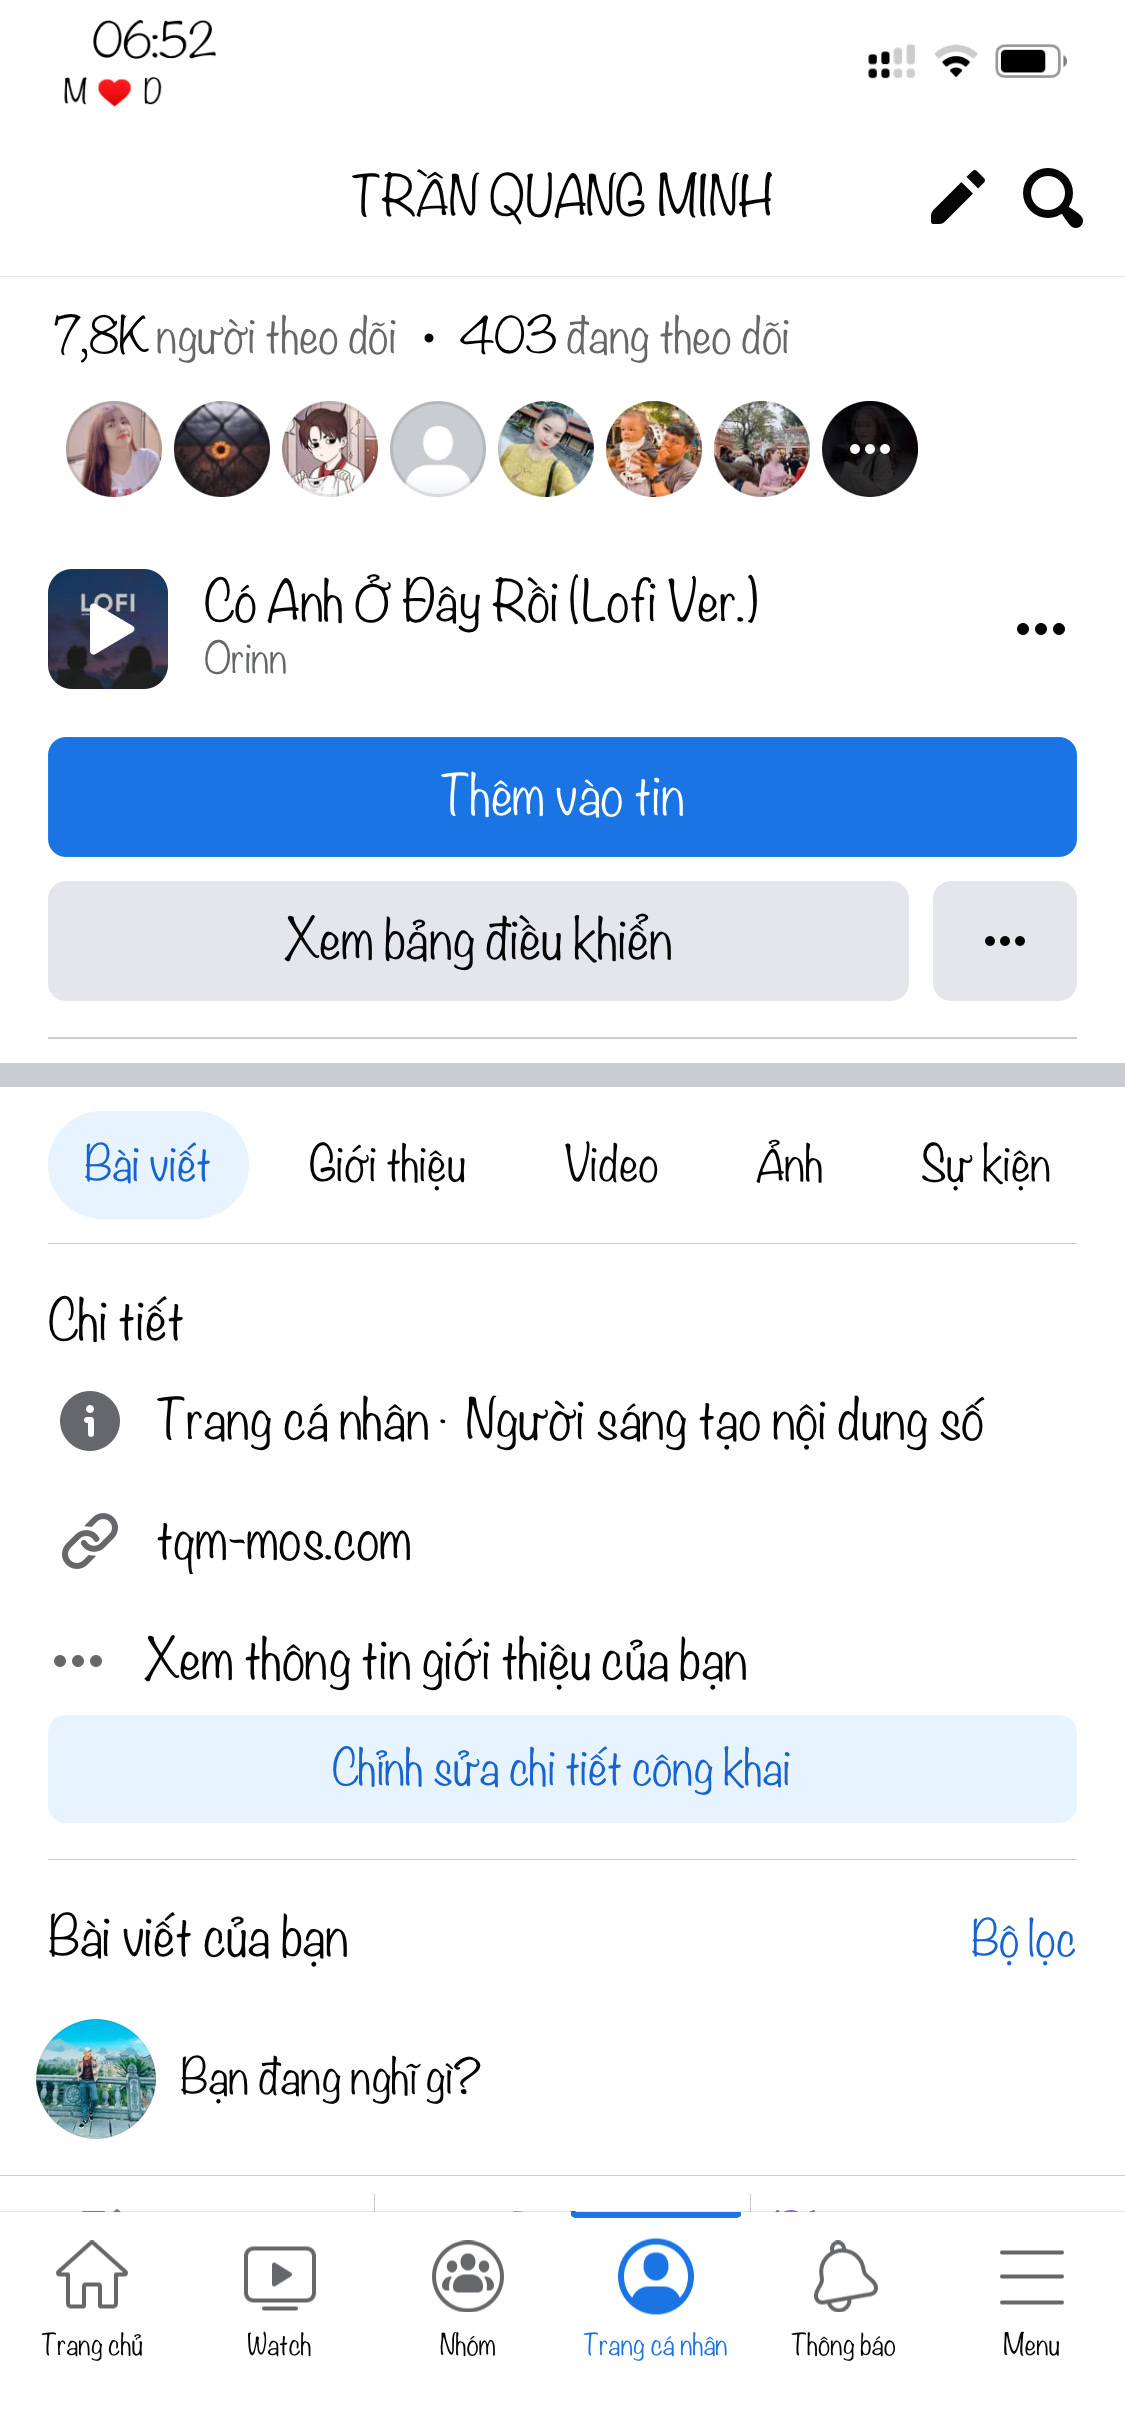 06:52
M ❤️ D
TRẦN QUANG MINH
7,8K người theo dõi • 403 đang theo dõi
LOFI
Có Anh Ở Đây Rồi (Lofi Ver.)
Orinn
Thêm vào tin
Xem bảng điều khiển
Bài viết Giới thiệu Video Ảnh Sự kiện
Chi tiết
Trang cá nhân · Người sáng tạo nội dung số
tqm-mos.com
Xem thông tin giới thiệu của bạn
Chỉnh sửa chi tiết công khai
Bài viết của bạn Bộ lọc
Bạn đang nghĩ gì?
Trang chủ Watch Nhóm Trang cá nhân Thông báo Menu